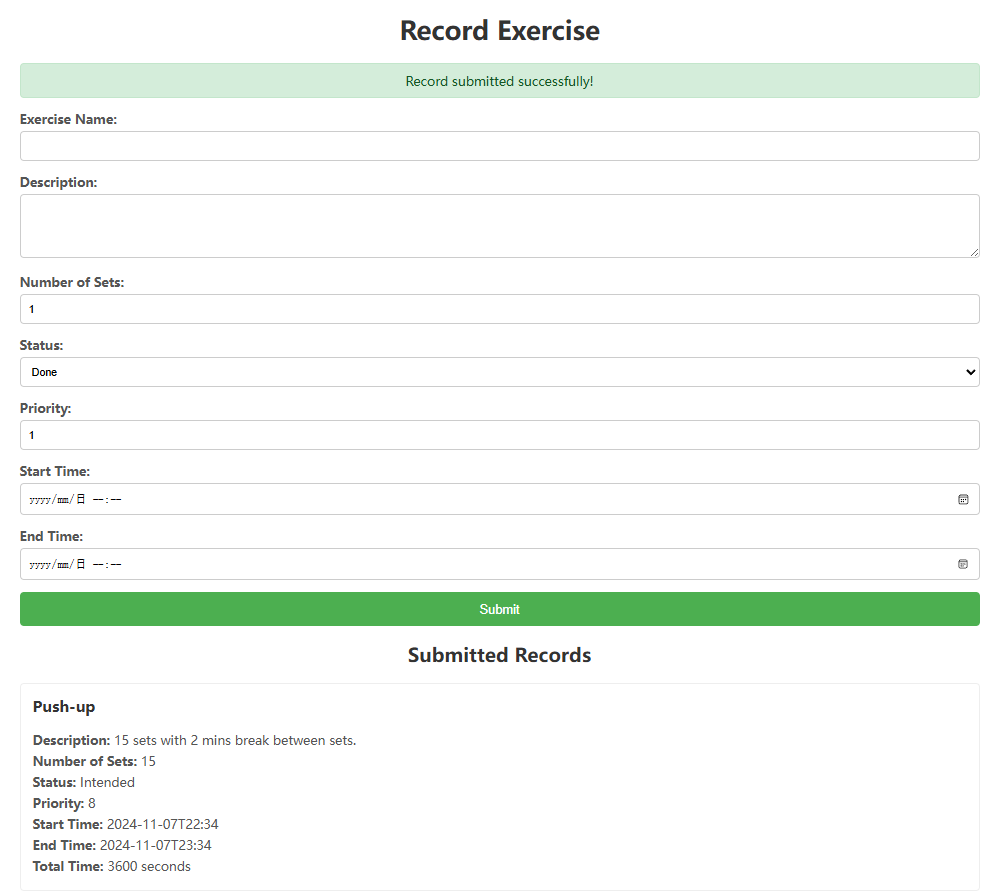 Record Exercise
Record submitted successfully!
Exercise Name:
Description:
Number of Sets:
1
Status:
Done
Priority:
1
Start Time:
yyyy/mm/日 --:--
End Time:
yyyy/mm/日 --:--
Submit
Submitted Records
Push-up
Description: 15 sets with 2 mins break between sets.
Number of Sets: 15
Status: Intended
Priority: 8
Start Time: 2024-11-07T22:34
End Time: 2024-11-07T23:34
Total Time: 3600 seconds